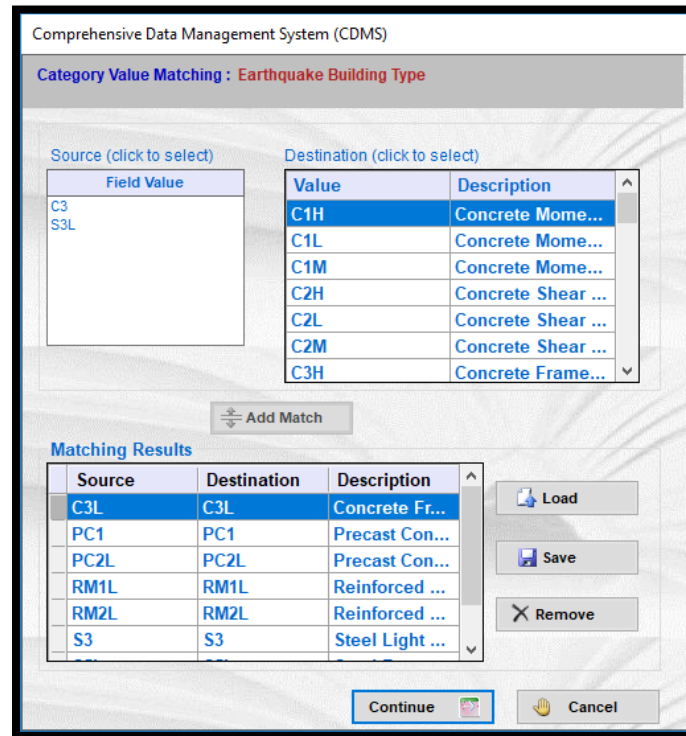 Comprehensive Data Management System (CDMS)
Category Value Matching : Earthquake Building Type
Source (click to select) Destination (click to select)
Field Value
C3
S3L
Value Description
C1H Concrete Mome...
C1L Concrete Mome...
C1M Concrete Mome...
C2H Concrete Shear ...
C2L Concrete Shear ...
C2M Concrete Shear ...
C3H Concrete Frame...
Add Match
Matching Results
Source Destination Description
C3L C3L Concrete Fr...
PC1 PC1 Precast Con...
PC2L PC2L Precast Con...
RM1L RM1L Reinforced ...
RM2L RM2L Reinforced ...
S3 S3 Steel Light ...
Load
Save
Remove
Continue Cancel